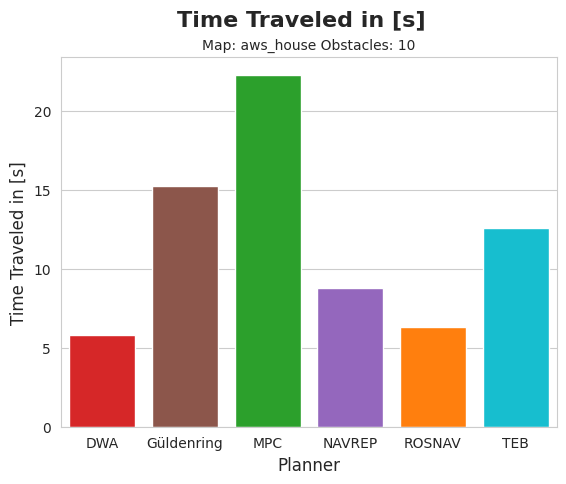 Time Traveled in [s]
Map: aws_house Obstacles: 10
Time Traveled in [s]
20
15
10
5
0
DWA Güldenring MPC NAVREP ROSNAV TEB
Planner